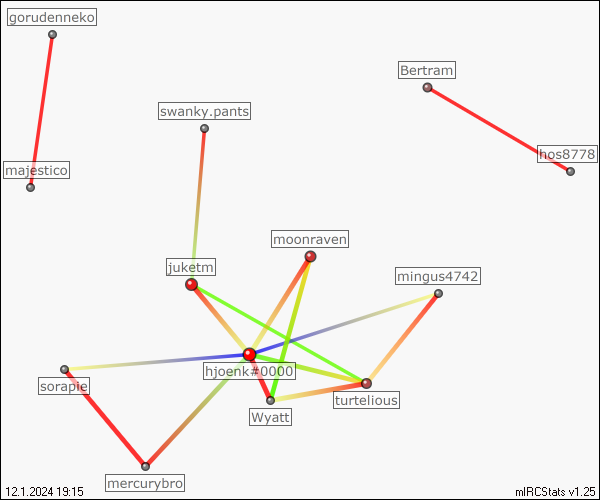 gorudenneko
Bertram
swanky.pants
hos8778
majestico
moonraven
juketm
mingus4742
hjoenk#0000
sorapie
turtelious
Wyatt
mercurybro
12.1.2024 19:15
mIRCStats v1.25